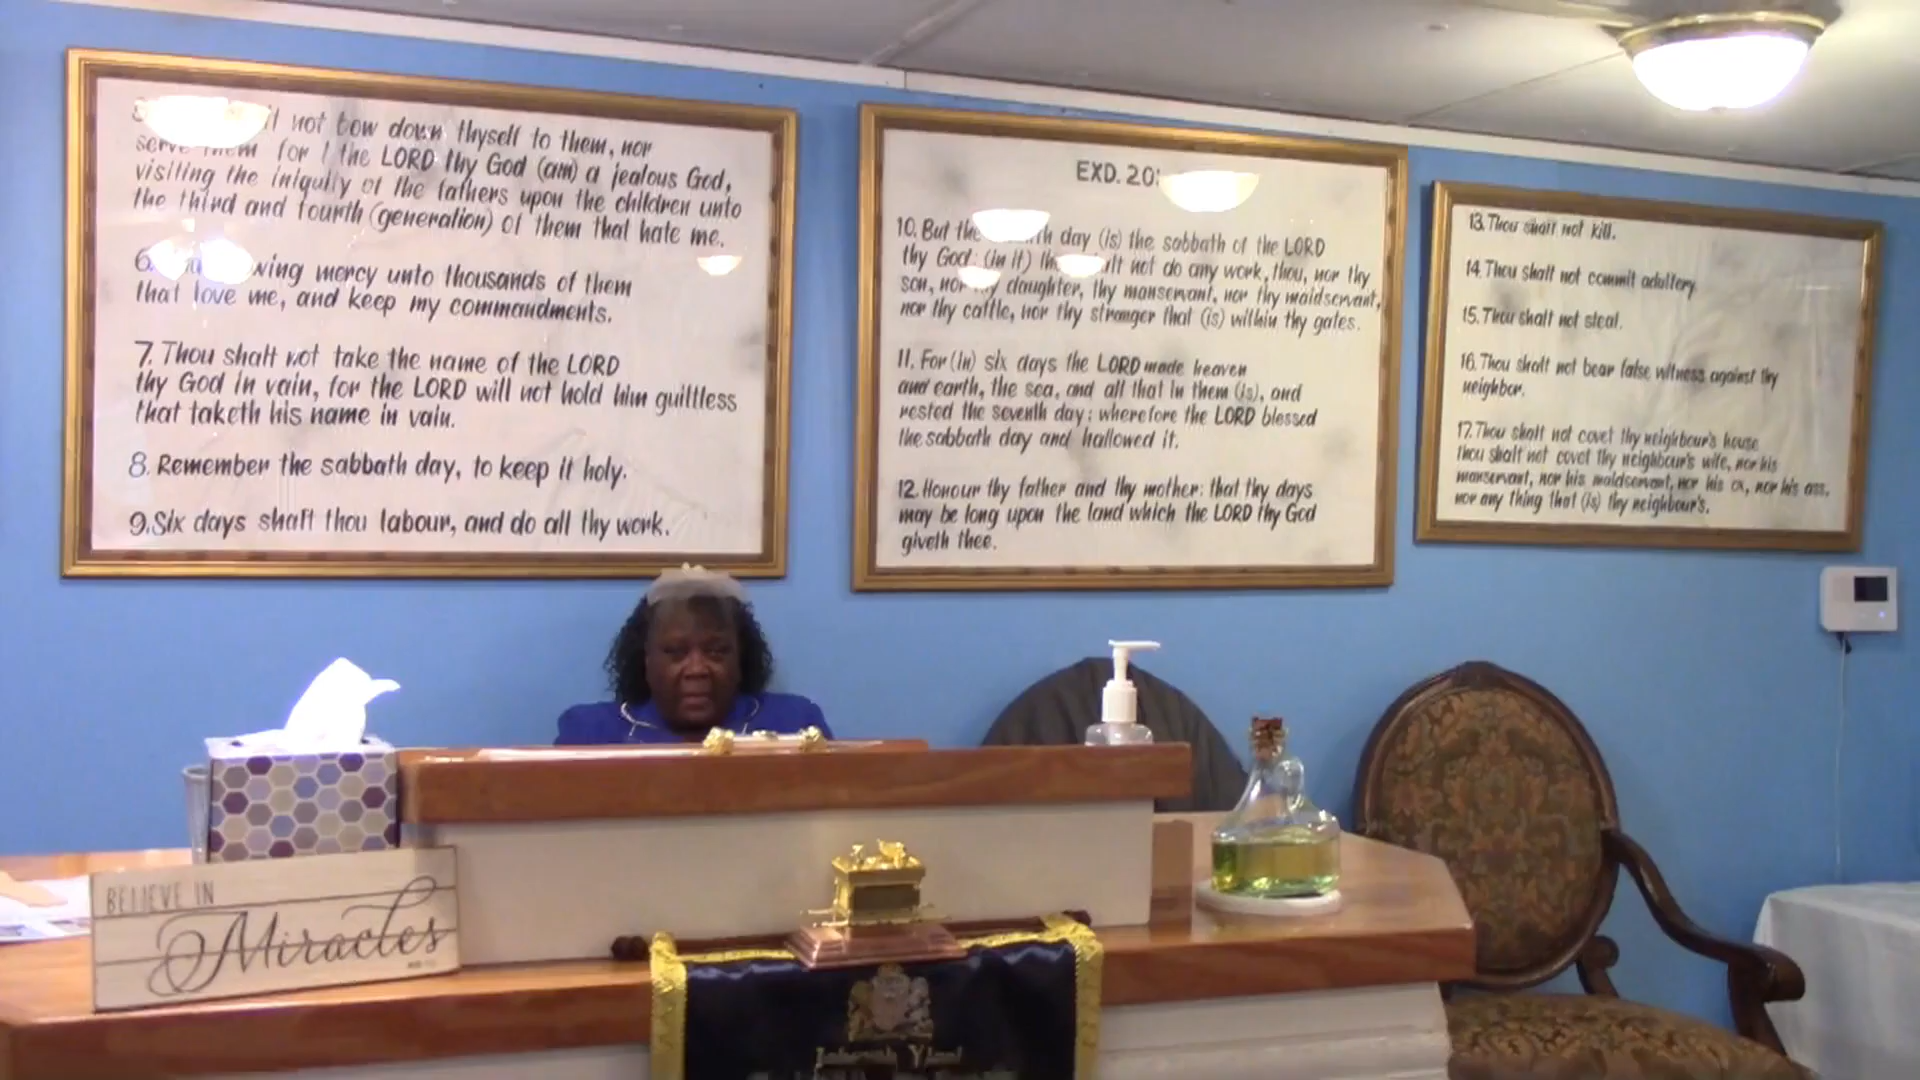 not bow down thyself to them, nor
serve them for I the LORD thy God (am) a jealous God,
visiting the iniquity of the fathers upon the children unto
the third and fourth (generation) of them that hate me.
6. wing mercy unto thousands of them
that love me, and keep my commandments.
7. Thou shalt not take the name of the LORD
thy God in vain, for the LORD will not hold him guiltless
that taketh his name in vain.
8. Remember the sabbath day, to keep it holy.
9. Six days shalt thou labour, and do all thy work.
EXD. 20:
10. But the day (is) the sabbath of the LORD
thy God: (in it) not do any work, thou, nor thy
son, nor thy daughter, thy manservant, nor thy maidservant,
nor thy cattle, nor thy stranger that (is) within thy gates.
11. For (in) six days the LORD made heaven
and earth, the sea, and all that in them (is), and
rested the seventh day: wherefore the LORD blessed
the sabbath day and hallowed it.
12. Honour thy father and thy mother: that thy days
may be long upon the land which the LORD thy God
giveth thee.
13. Thou shalt not kill.
14. Thou shalt not commit adultery.
15. Thou shalt not steal.
16. Thou shalt not bear false witness against thy
neighbor.
17. Thou shalt not covet thy neighbour's house
thou shalt not covet thy neighbour's wife, nor his
manservant, nor his maidservant, nor his ox, nor his ass,
nor any thing that (is) thy neighbour's.
BELIEVE IN
Miracles